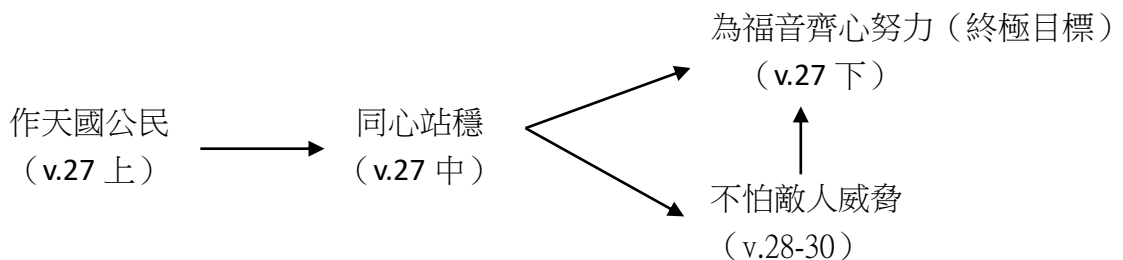 為福音齊心努力（終極目標）
（v.27 下）
作天國公民
（v.27 上）
同心站穩
（v.27 中）
不怕敵人威脅
（v.28-30）